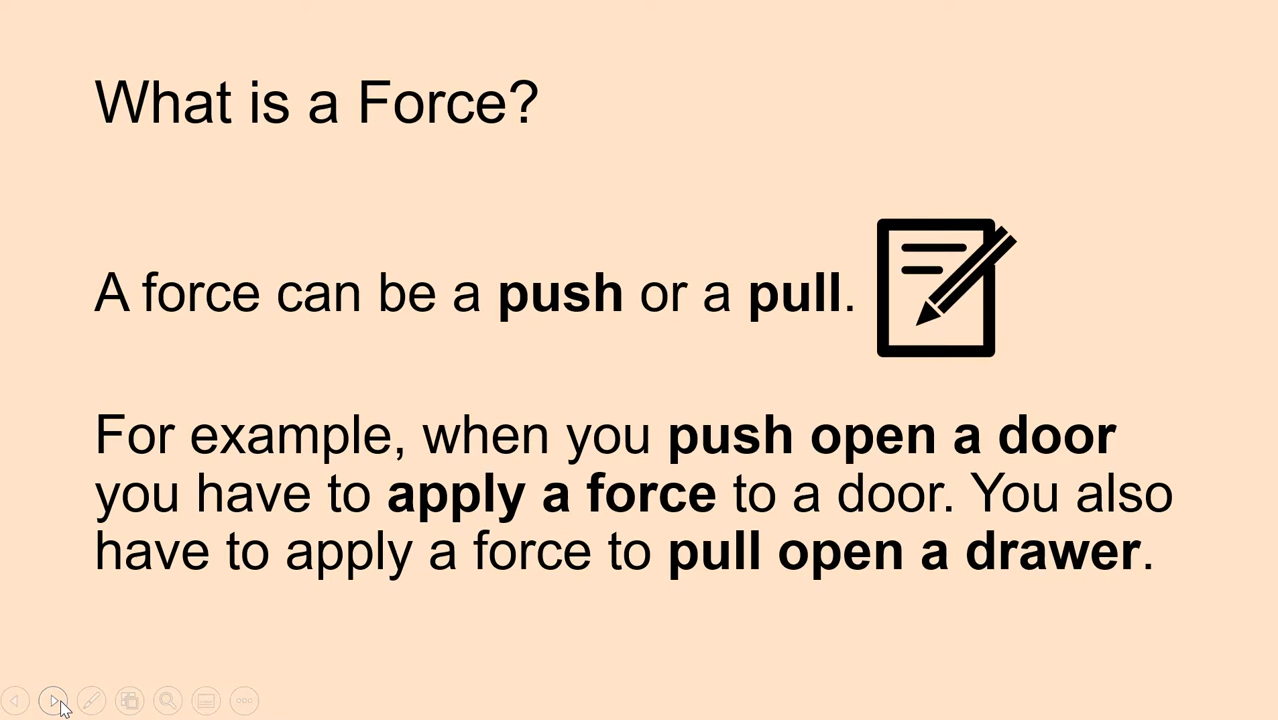 What is a Force?
A force can be a push or a pull.
For example, when you push open a door
you have to apply a force to a door. You also
have to apply a force to pull open a drawer.